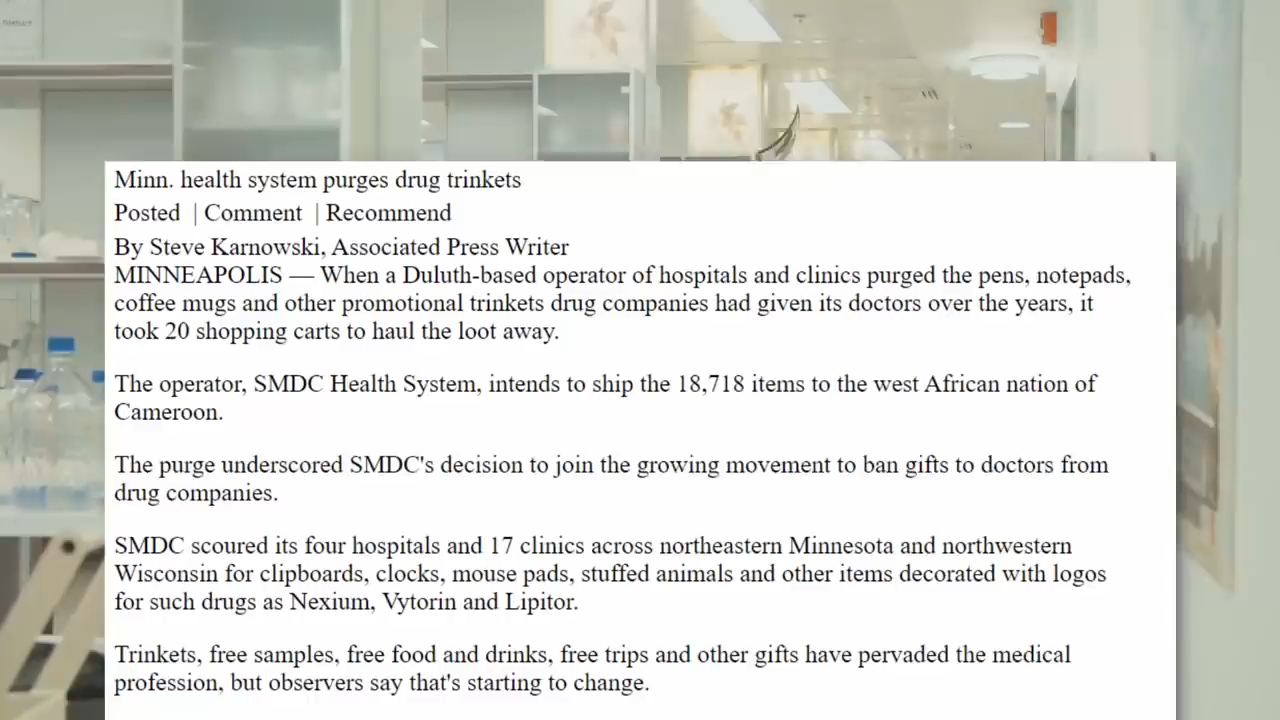 Minn. health system purges drug trinkets
Posted | Comment | Recommend
By Steve Karnowski, Associated Press Writer
MINNEAPOLIS — When a Duluth-based operator of hospitals and clinics purged the pens, notepads,
coffee mugs and other promotional trinkets drug companies had given its doctors over the years, it
took 20 shopping carts to haul the loot away.
The operator, SMDC Health System, intends to ship the 18,718 items to the west African nation of
Cameroon.
The purge underscored SMDC's decision to join the growing movement to ban gifts to doctors from
drug companies.
SMDC scoured its four hospitals and 17 clinics across northeastern Minnesota and northwestern
Wisconsin for clipboards, clocks, mouse pads, stuffed animals and other items decorated with logos
for such drugs as Nexium, Vytorin and Lipitor.
Trinkets, free samples, free food and drinks, free trips and other gifts have pervaded the medical
profession, but observers say that's starting to change.